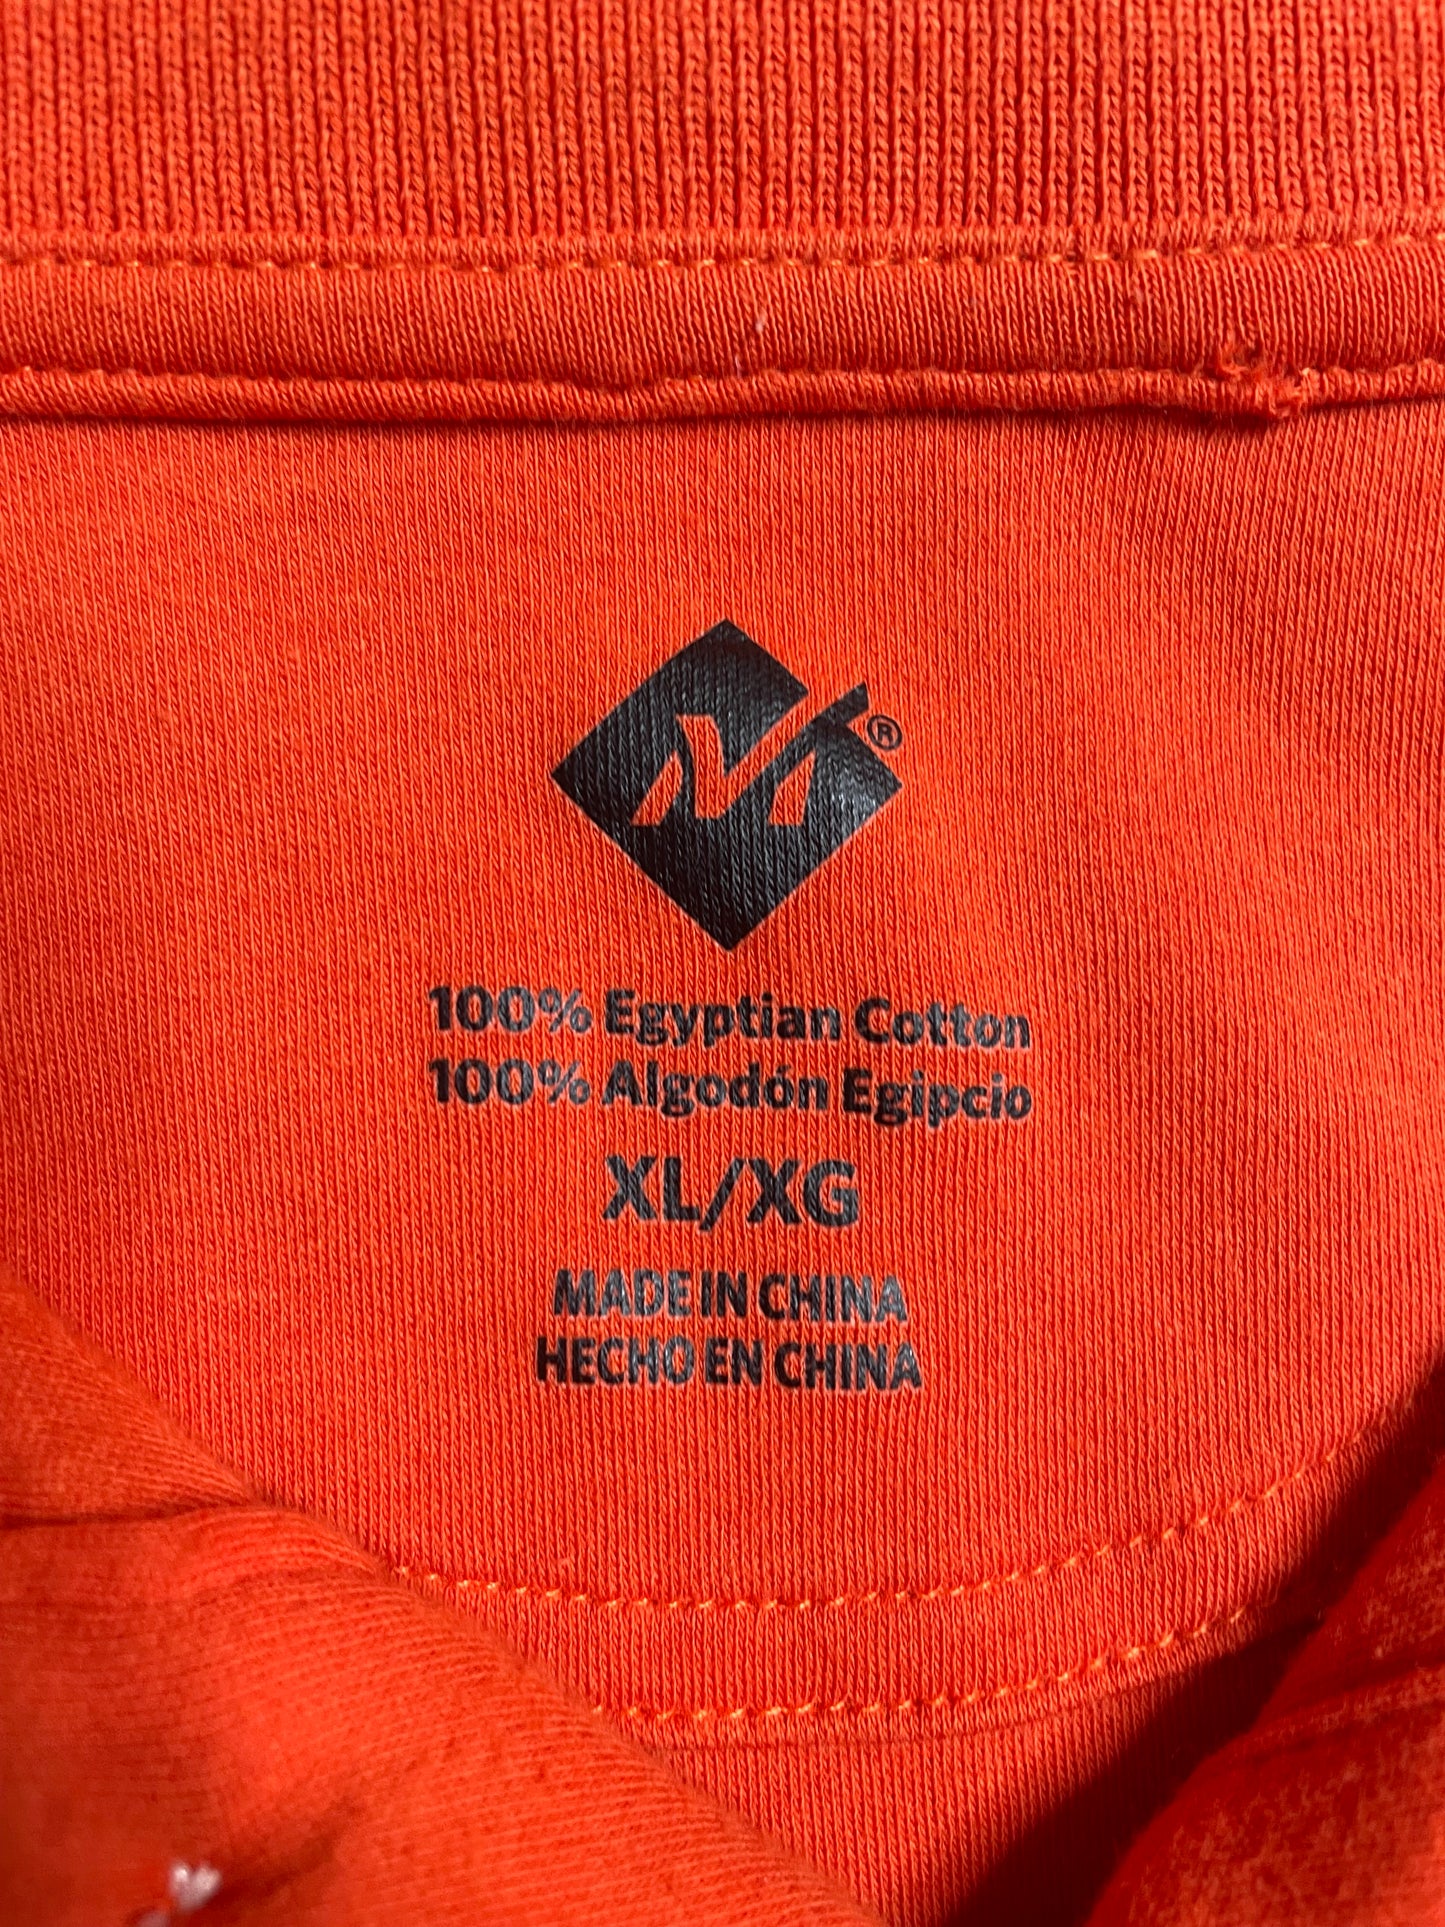 M®
100% Egyptian Cotton
100% Algodón Egipcio
XL/XG
MADE IN CHINA
HECHO EN CHINA